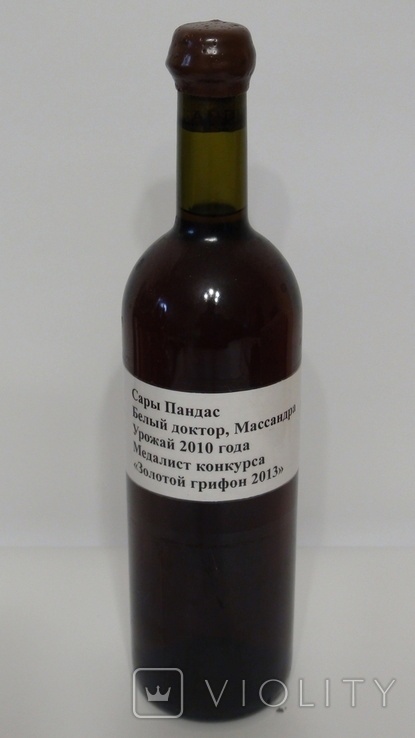 Сары Пандас
Белый доктор, Массандра
Урожай 2010 года
Медалист конкурса
«Золотой грифон 2013»
VIOLITY